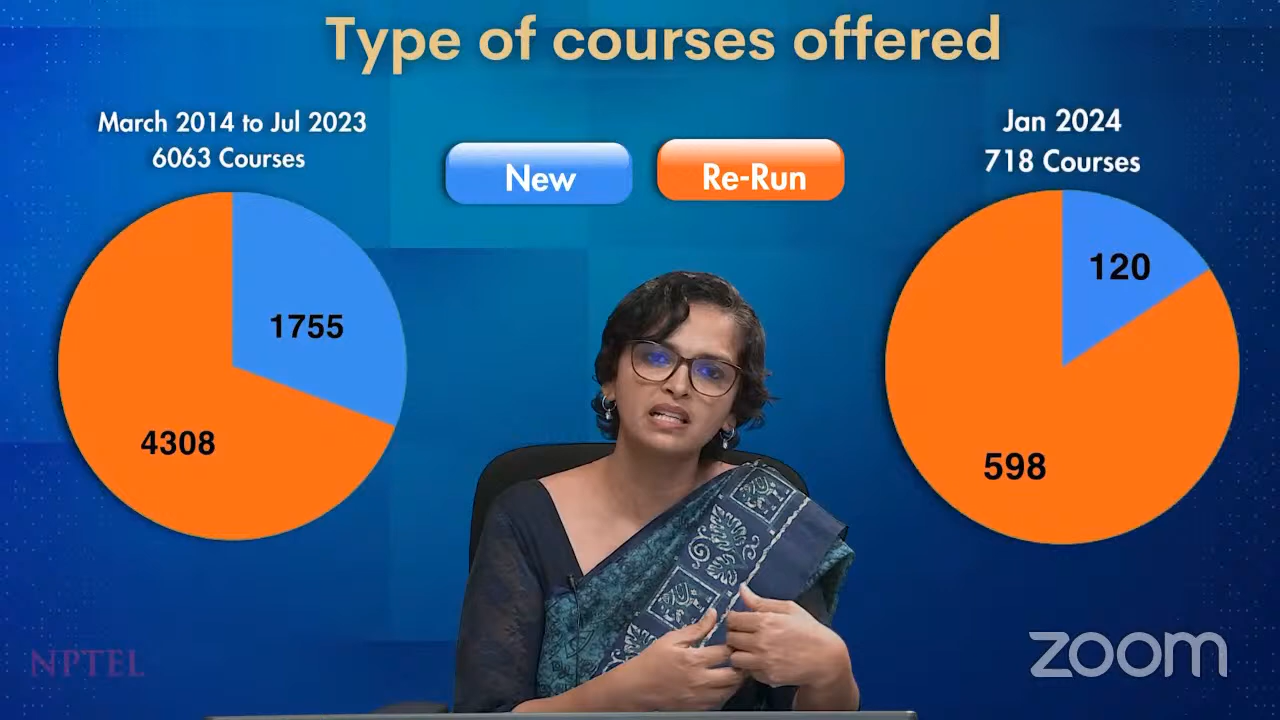 Type of courses offered
March 2014 to Jul 2023
6063 Courses
New
Re-Run
Jan 2024
718 Courses
1755
4308
120
598
NPTEL
zoom